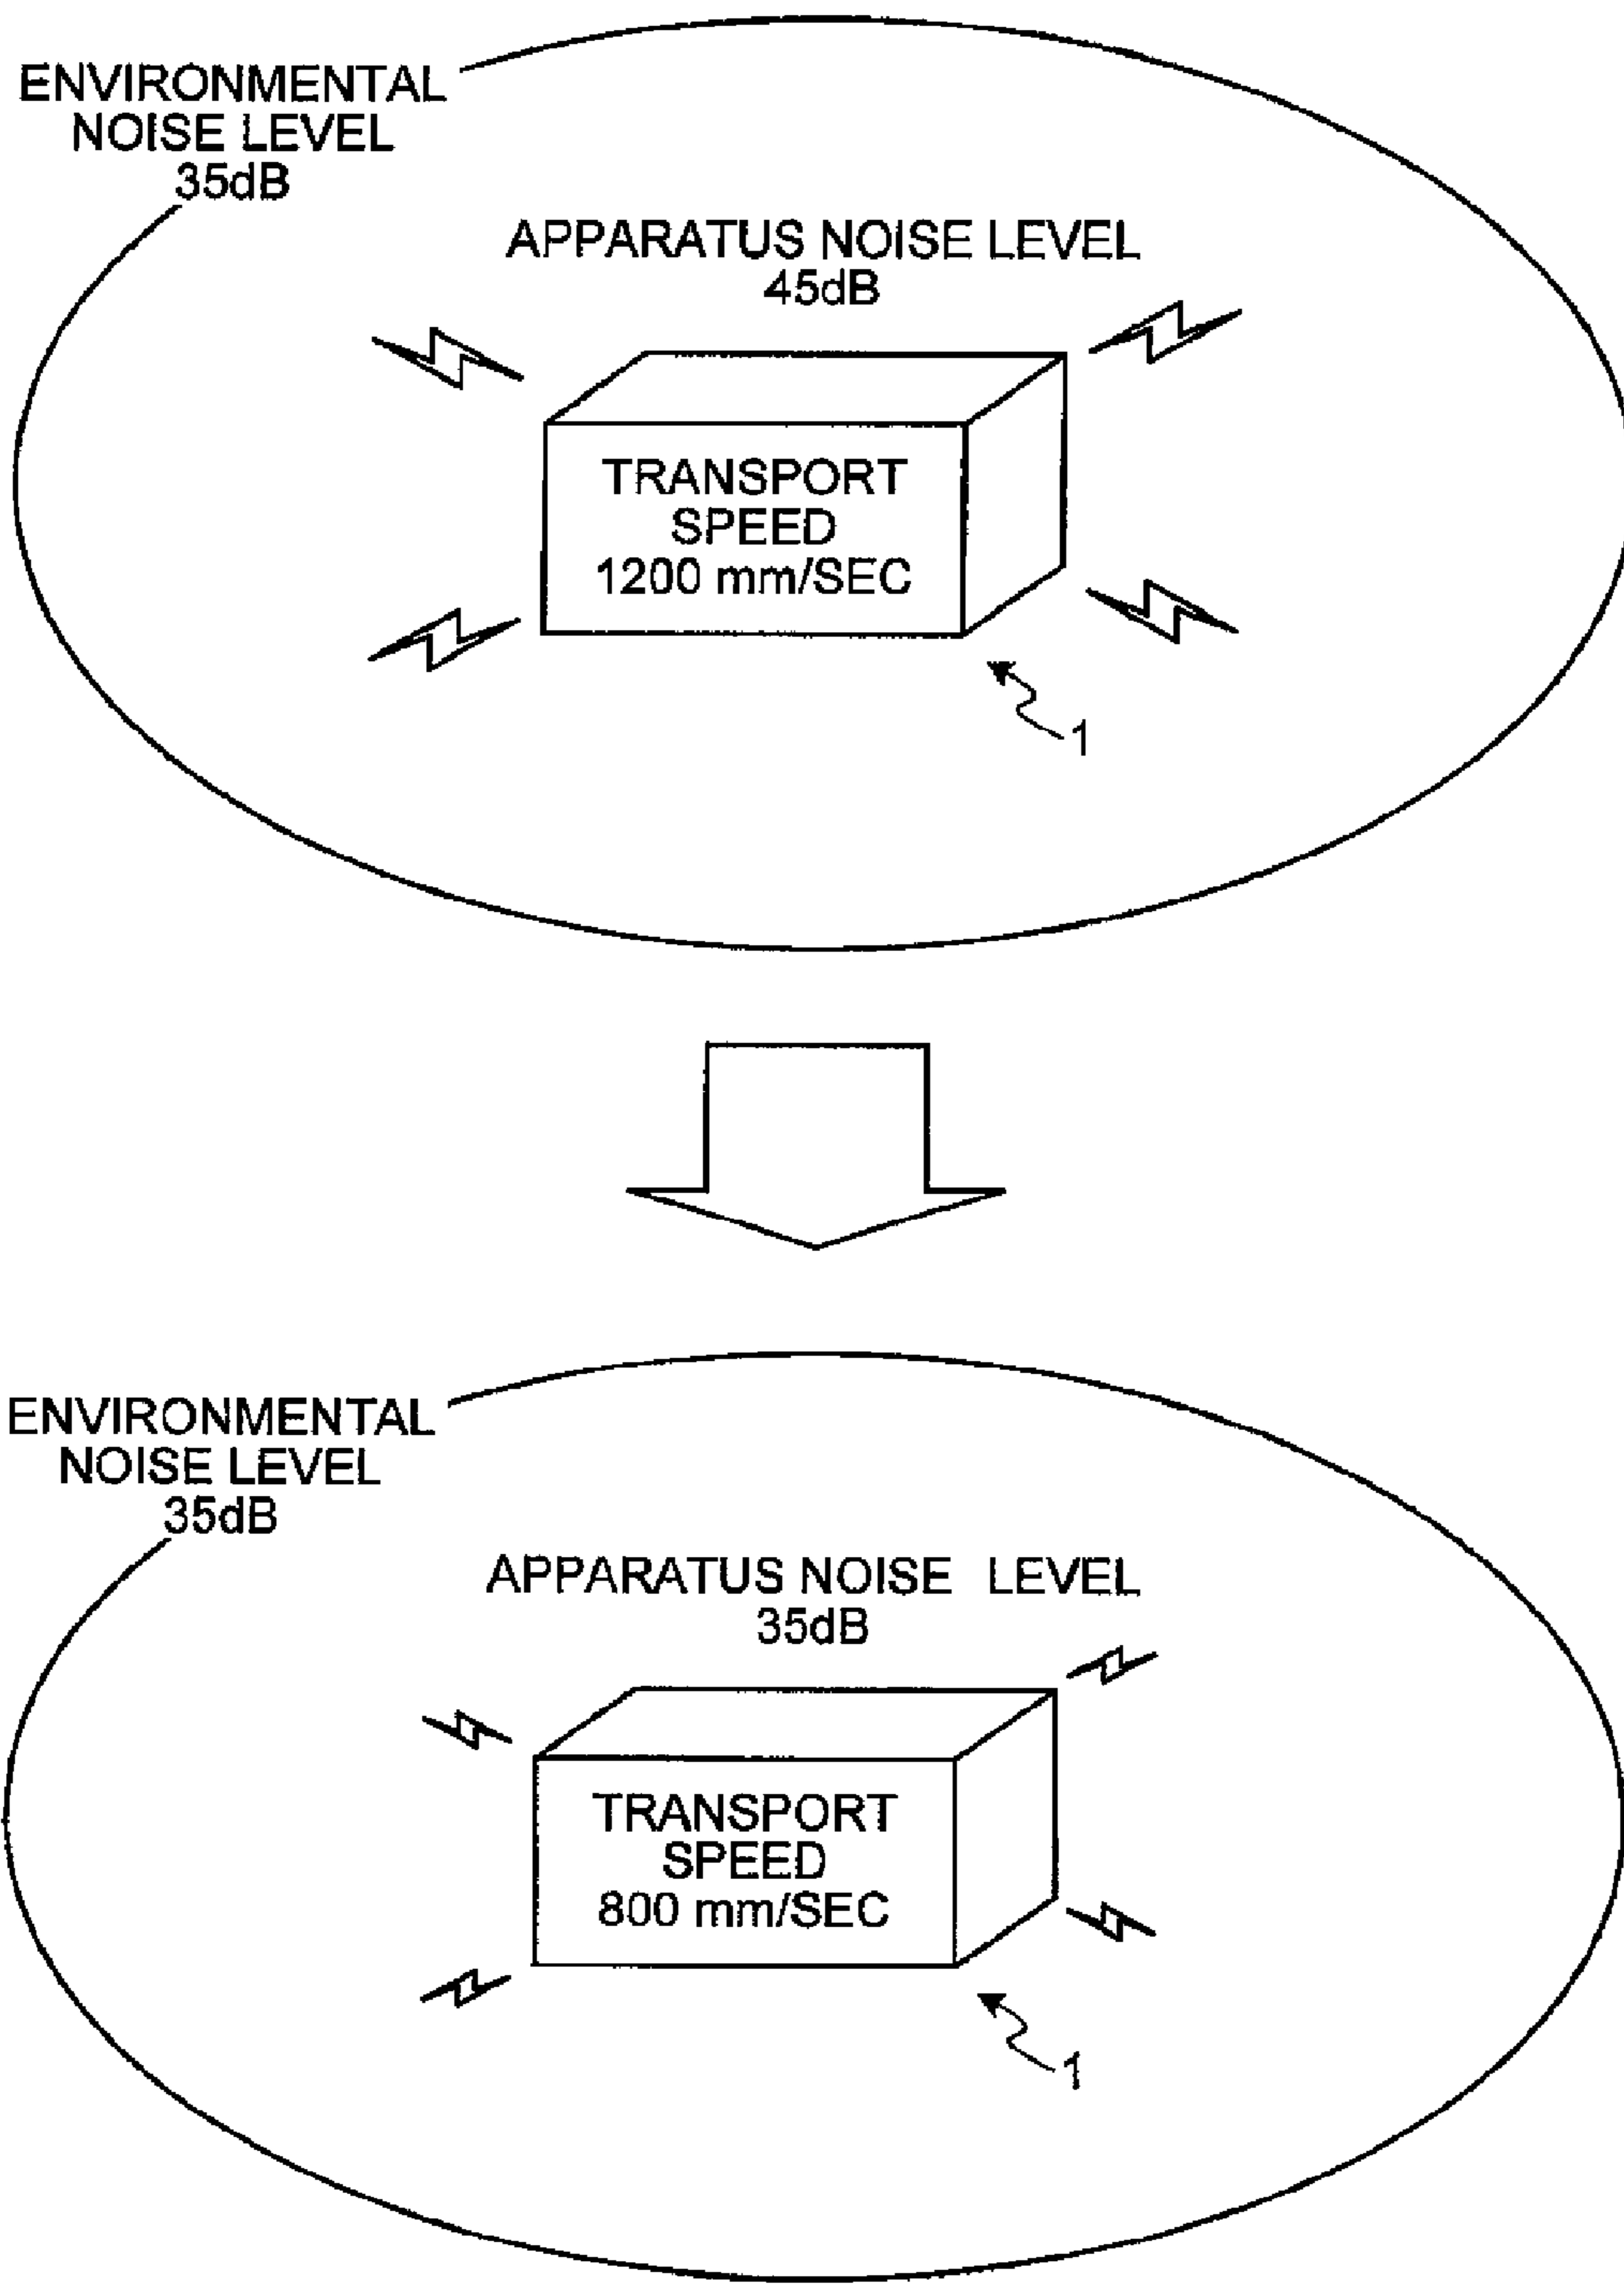 ENVIRONMENTAL
NOISE LEVEL
35dB
APPARATUS NOISE LEVEL
45dB
TRANSPORT
SPEED
1200 mm/SEC
1
ENVIRONMENTAL
NOISE LEVEL
35dB
APPARATUS NOISE LEVEL
35dB
TRANSPORT
SPEED
800 mm/SEC
1